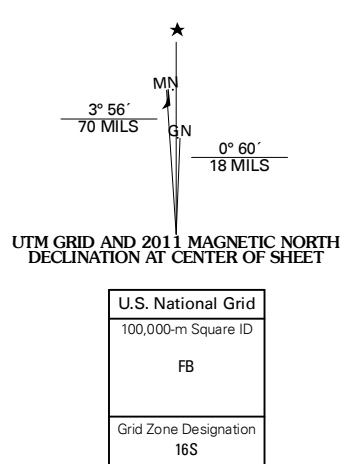 MN
3° 56´
70 MILS
GN
0° 60´
18 MILS
UTM GRID AND 2011 MAGNETIC NORTH
DECLINATION AT CENTER OF SHEET
U.S. National Grid
100,000-m Square ID
FB
Grid Zone Designation
16S